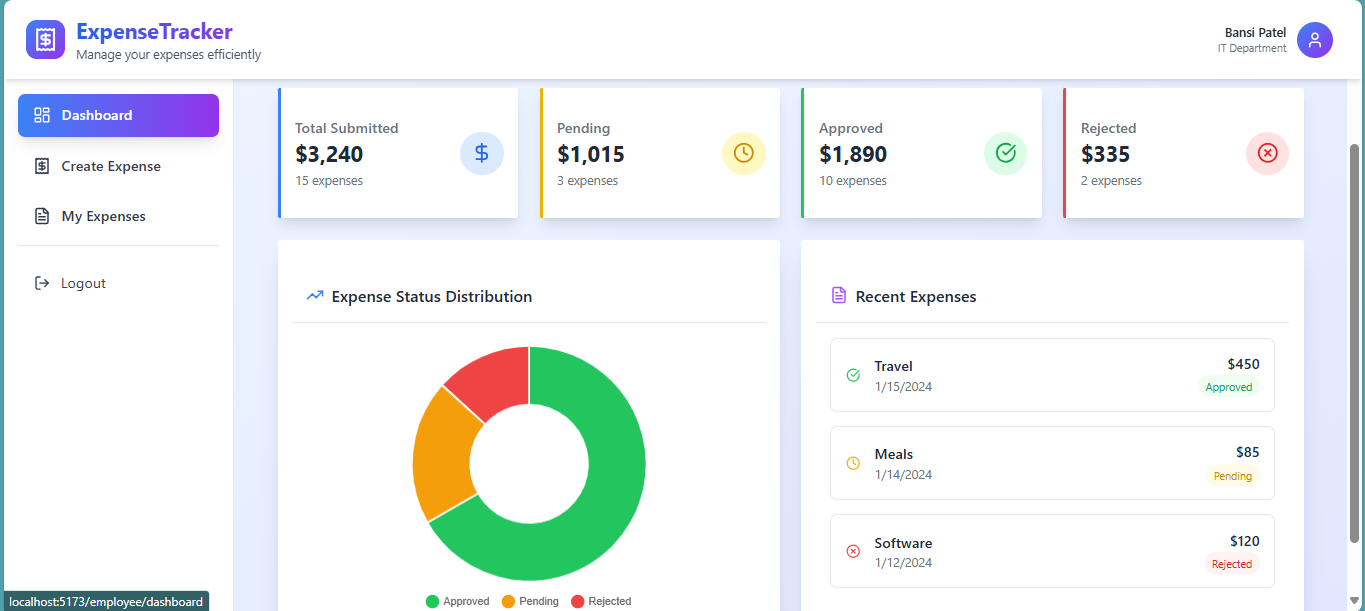 ExpenseTracker
Manage your expenses efficiently
Bansi Patel
IT Department
Dashboard
Create Expense
My Expenses
Logout
Total Submitted
$3,240
15 expenses
Pending
$1,015
3 expenses
Approved
$1,890
10 expenses
Rejected
$335
2 expenses
Expense Status Distribution
Approved
Pending
Rejected
Recent Expenses
Travel
$450
1/15/2024
Approved
Meals
$85
1/14/2024
Pending
Software
$120
1/12/2024
Rejected
localhost:5173/employee/dashboard